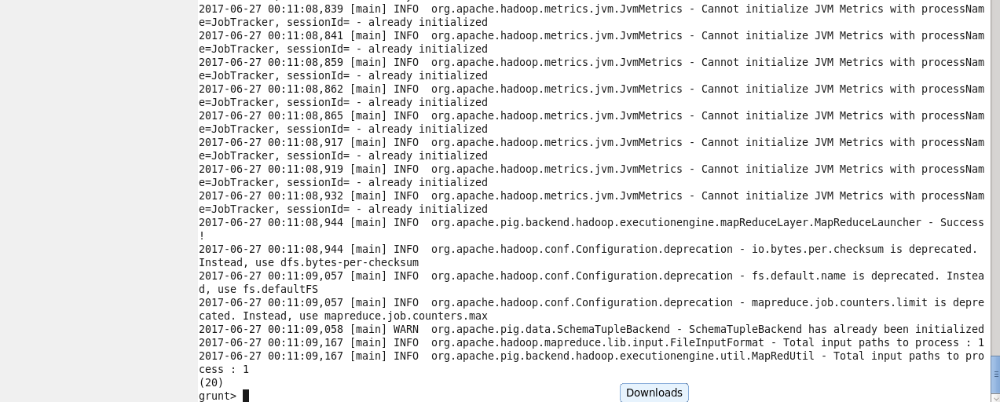 2017-06-27 00:11:08,839 [main] INFO  org.apache.hadoop.metrics.jvm.JvmMetrics - Cannot initialize JVM Metrics with processNam
e=JobTracker, sessionId= - already initialized
2017-06-27 00:11:08,841 [main] INFO  org.apache.hadoop.metrics.jvm.JvmMetrics - Cannot initialize JVM Metrics with processNam
e=JobTracker, sessionId= - already initialized
2017-06-27 00:11:08,859 [main] INFO  org.apache.hadoop.metrics.jvm.JvmMetrics - Cannot initialize JVM Metrics with processNam
e=JobTracker, sessionId= - already initialized
2017-06-27 00:11:08,862 [main] INFO  org.apache.hadoop.metrics.jvm.JvmMetrics - Cannot initialize JVM Metrics with processNam
e=JobTracker, sessionId= - already initialized
2017-06-27 00:11:08,865 [main] INFO  org.apache.hadoop.metrics.jvm.JvmMetrics - Cannot initialize JVM Metrics with processNam
e=JobTracker, sessionId= - already initialized
2017-06-27 00:11:08,917 [main] INFO  org.apache.hadoop.metrics.jvm.JvmMetrics - Cannot initialize JVM Metrics with processNam
e=JobTracker, sessionId= - already initialized
2017-06-27 00:11:08,919 [main] INFO  org.apache.hadoop.metrics.jvm.JvmMetrics - Cannot initialize JVM Metrics with processNam
e=JobTracker, sessionId= - already initialized
2017-06-27 00:11:08,932 [main] INFO  org.apache.hadoop.metrics.jvm.JvmMetrics - Cannot initialize JVM Metrics with processNam
e=JobTracker, sessionId= - already initialized
2017-06-27 00:11:08,944 [main] INFO  org.apache.pig.backend.hadoop.executionengine.mapReduceLayer.MapReduceLauncher - Success
!
2017-06-27 00:11:08,944 [main] INFO  org.apache.hadoop.conf.Configuration.deprecation - io.bytes.per.checksum is deprecated.
Instead, use dfs.bytes-per-checksum
2017-06-27 00:11:09,057 [main] INFO  org.apache.hadoop.conf.Configuration.deprecation - fs.default.name is deprecated. Instea
d, use fs.defaultFS
2017-06-27 00:11:09,057 [main] INFO  org.apache.hadoop.conf.Configuration.deprecation - mapreduce.job.counters.limit is depre
cated. Instead, use mapreduce.job.counters.max
2017-06-27 00:11:09,058 [main] WARN  org.apache.pig.data.SchemaTupleBackend - SchemaTupleBackend has already been initialized
2017-06-27 00:11:09,167 [main] INFO  org.apache.hadoop.mapreduce.lib.input.FileInputFormat - Total input paths to process : 1
2017-06-27 00:11:09,167 [main] INFO  org.apache.pig.backend.hadoop.executionengine.util.MapRedUtil - Total input paths to pro
cess : 1
(20)
grunt>
Downloads